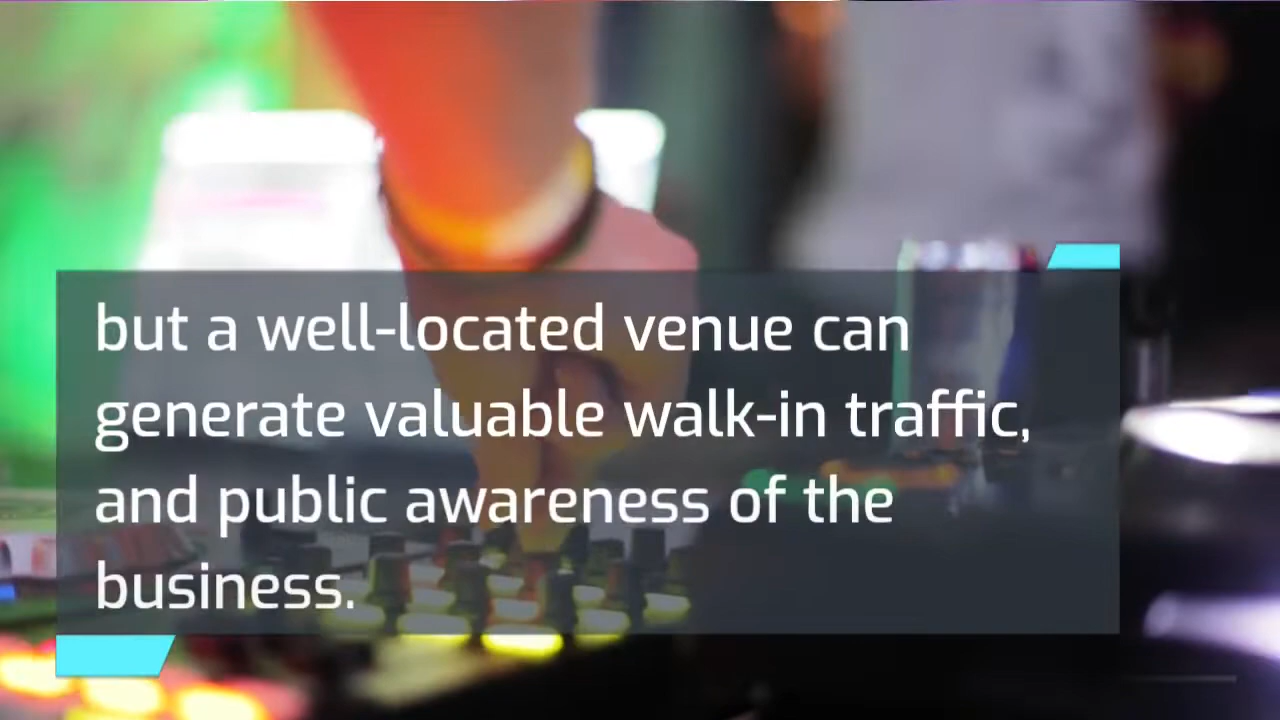 but a well-located venue can
generate valuable walk-in traffic,
and public awareness of the
business.